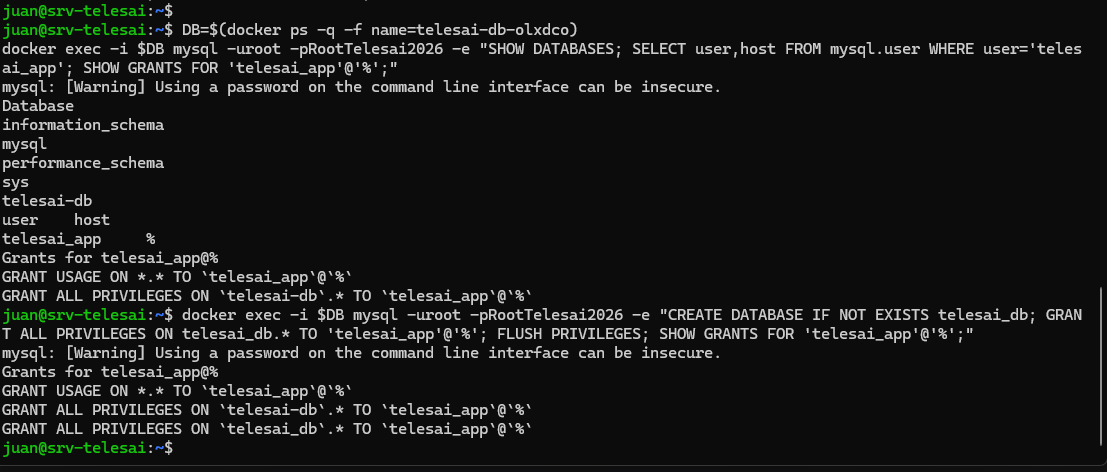 juan@srv-telesai:~$
juan@srv-telesai:~$ DB=$(docker ps -q -f name=telesai-db-olxdco)
docker exec -i $DB mysql -uroot -pRootTelesai2026 -e "SHOW DATABASES; SELECT user,host FROM mysql.user WHERE user='teles
ai_app'; SHOW GRANTS FOR 'telesai_app'@'%';"
mysql: [Warning] Using a password on the command line interface can be insecure.
Database
information_schema
mysql
performance_schema
sys
telesai-db
user    host
telesai_app     %
Grants for telesai_app@%
GRANT USAGE ON *.* TO `telesai_app`@`%`
GRANT ALL PRIVILEGES ON `telesai-db`.* TO `telesai_app`@`%`
juan@srv-telesai:~$ docker exec -i $DB mysql -uroot -pRootTelesai2026 -e "CREATE DATABASE IF NOT EXISTS telesai_db; GRAN
T ALL PRIVILEGES ON telesai_db.* TO 'telesai_app'@'%'; FLUSH PRIVILEGES; SHOW GRANTS FOR 'telesai_app'@'%';"
mysql: [Warning] Using a password on the command line interface can be insecure.
Grants for telesai_app@%
GRANT USAGE ON *.* TO `telesai_app`@`%`
GRANT ALL PRIVILEGES ON `telesai-db`.* TO `telesai_app`@`%`
GRANT ALL PRIVILEGES ON `telesai_db`.* TO `telesai_app`@`%`
juan@srv-telesai:~$